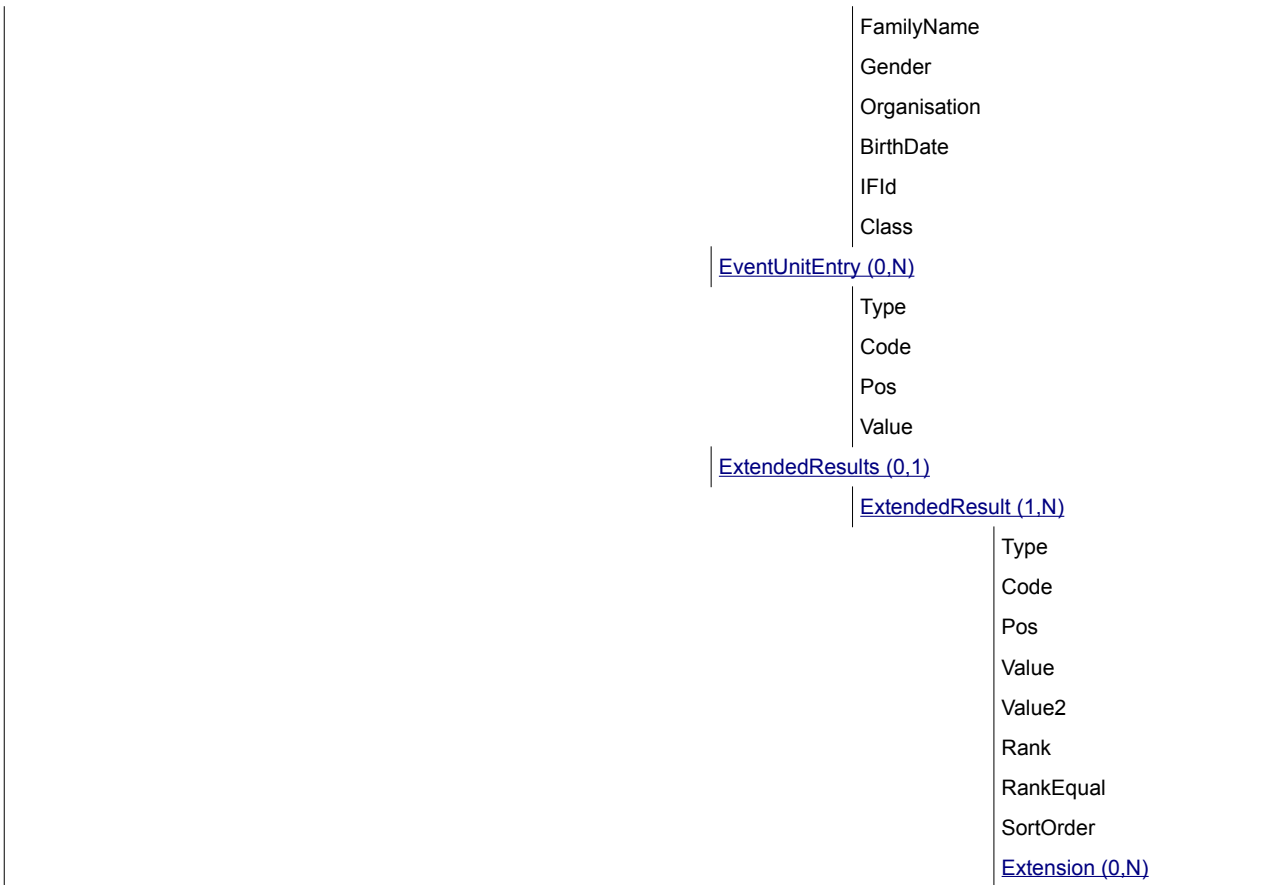 FamilyName
Gender
Organisation
BirthDate
IFId
Class
EventUnitEntry (0,N)
Type
Code
Pos
Value
ExtendedResults (0,1)
ExtendedResult (1,N)
Type
Code
Pos
Value
Value2
Rank
RankEqual
SortOrder
Extension (0,N)